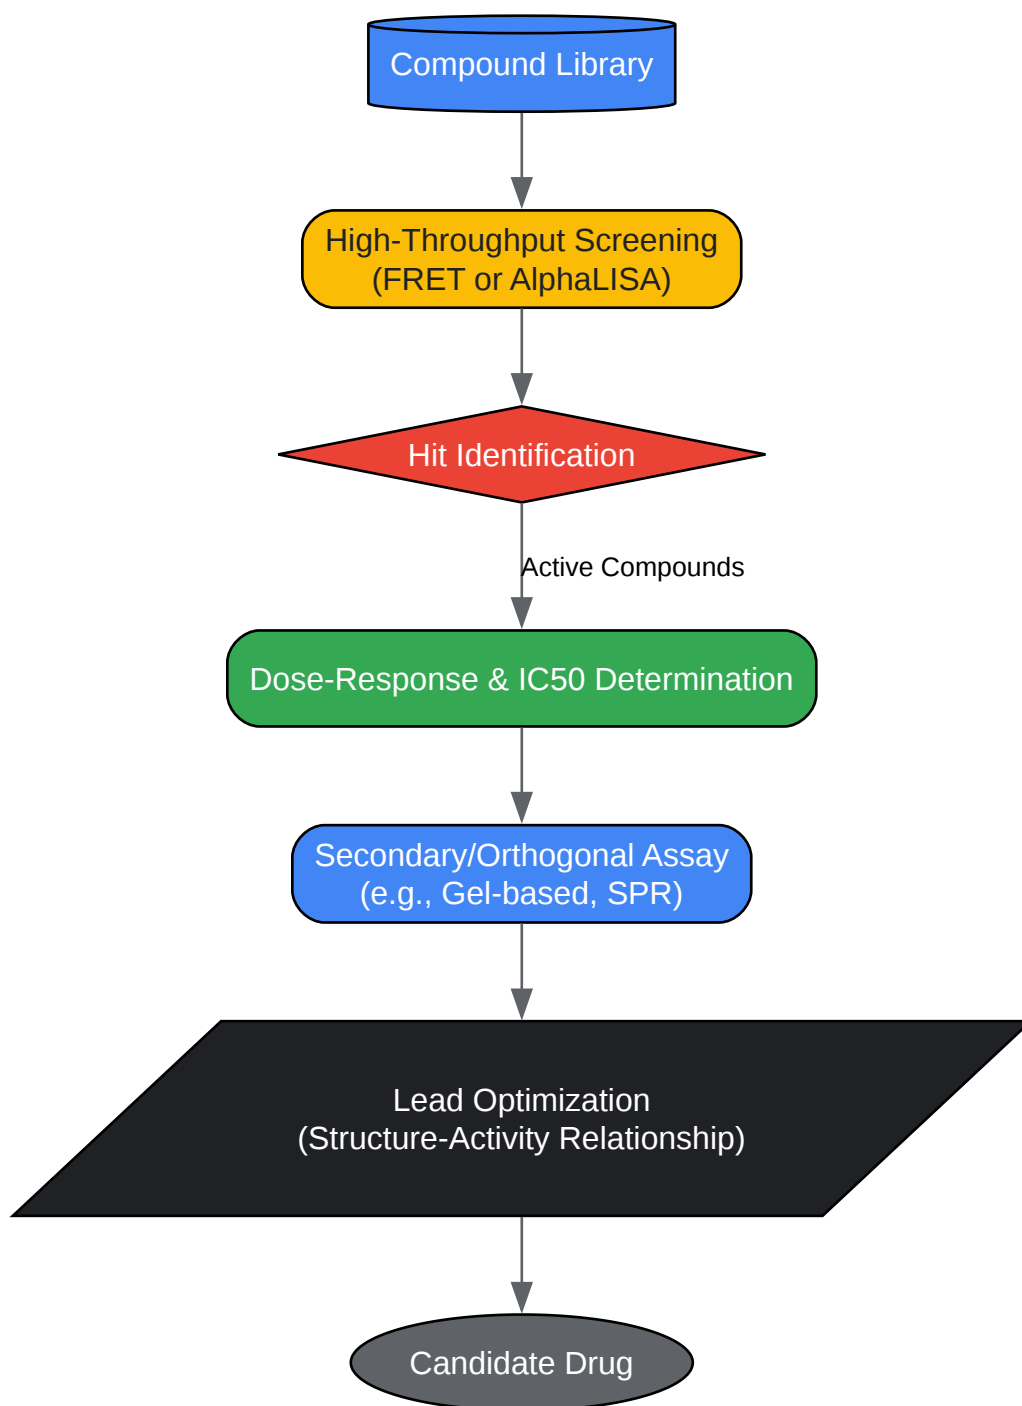 Compound Library
High-Throughput Screening
(FRET or AlphaLISA)
Hit Identification
Active Compounds
Dose-Response & IC50 Determination
Secondary/Orthogonal Assay
(e.g., Gel-based, SPR)
Lead Optimization
(Structure-Activity Relationship)
Candidate Drug